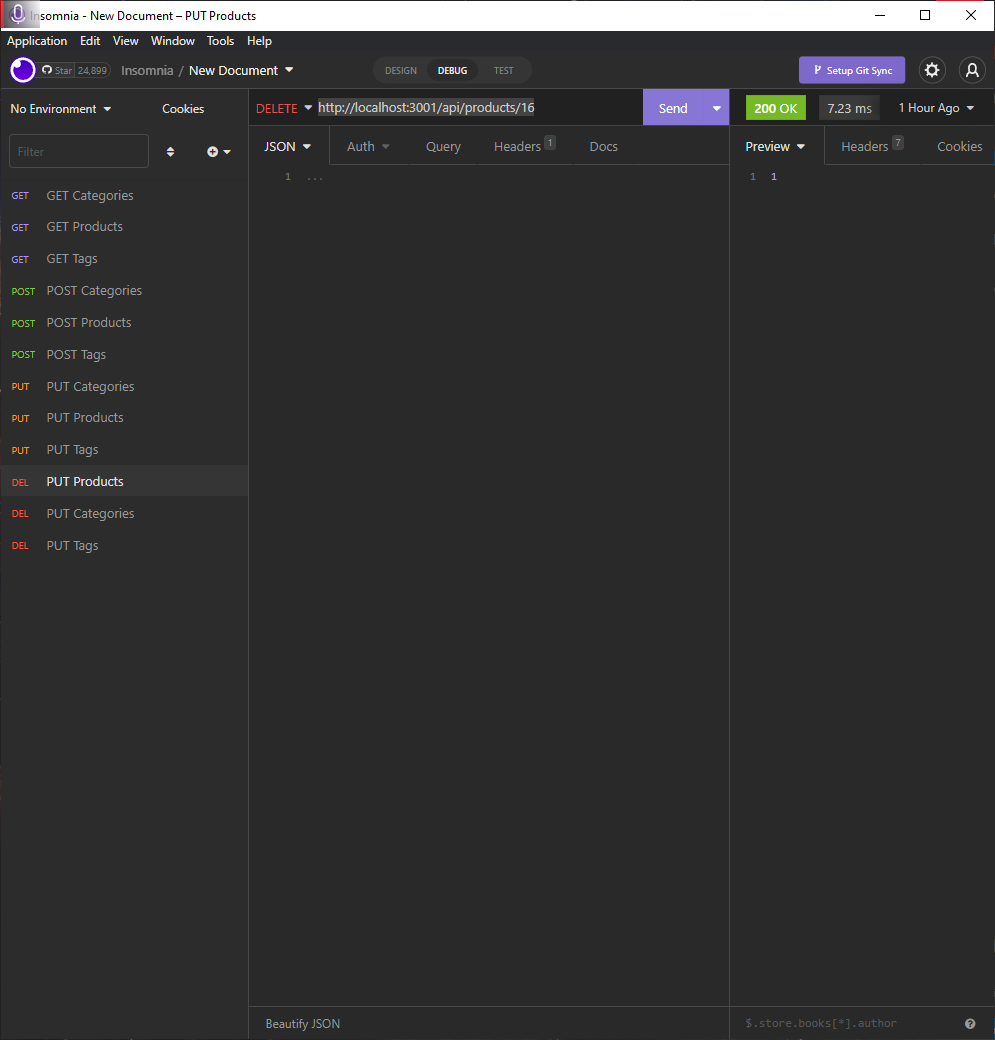 Insomnia - New Document – PUT Products
Application Edit View Window Tools Help
Star 24,899 Insomnia / New Document DESIGN DEBUG TEST Setup Git Sync
No Environment Cookies
Filter
GET GET Categories
GET GET Products
GET GET Tags
POST POST Categories
POST POST Products
POST POST Tags
PUT PUT Categories
PUT PUT Products
PUT PUT Tags
DEL PUT Products
DEL PUT Categories
DEL PUT Tags
DELETE http://localhost:3001/api/products/16 Send
JSON Auth Query Headers 1 Docs
1 ...
Beautify JSON
200 OK 7.23 ms 1 Hour Ago
Preview Headers 7 Cookies
1 1
$.store.books[*].author